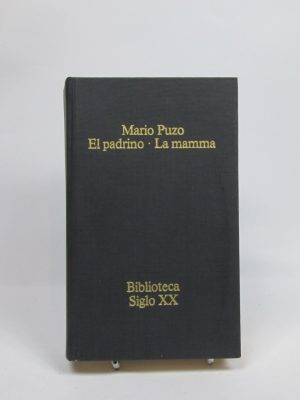 Mario Puzo
El padrino · La mamma
Biblioteca
Siglo XX